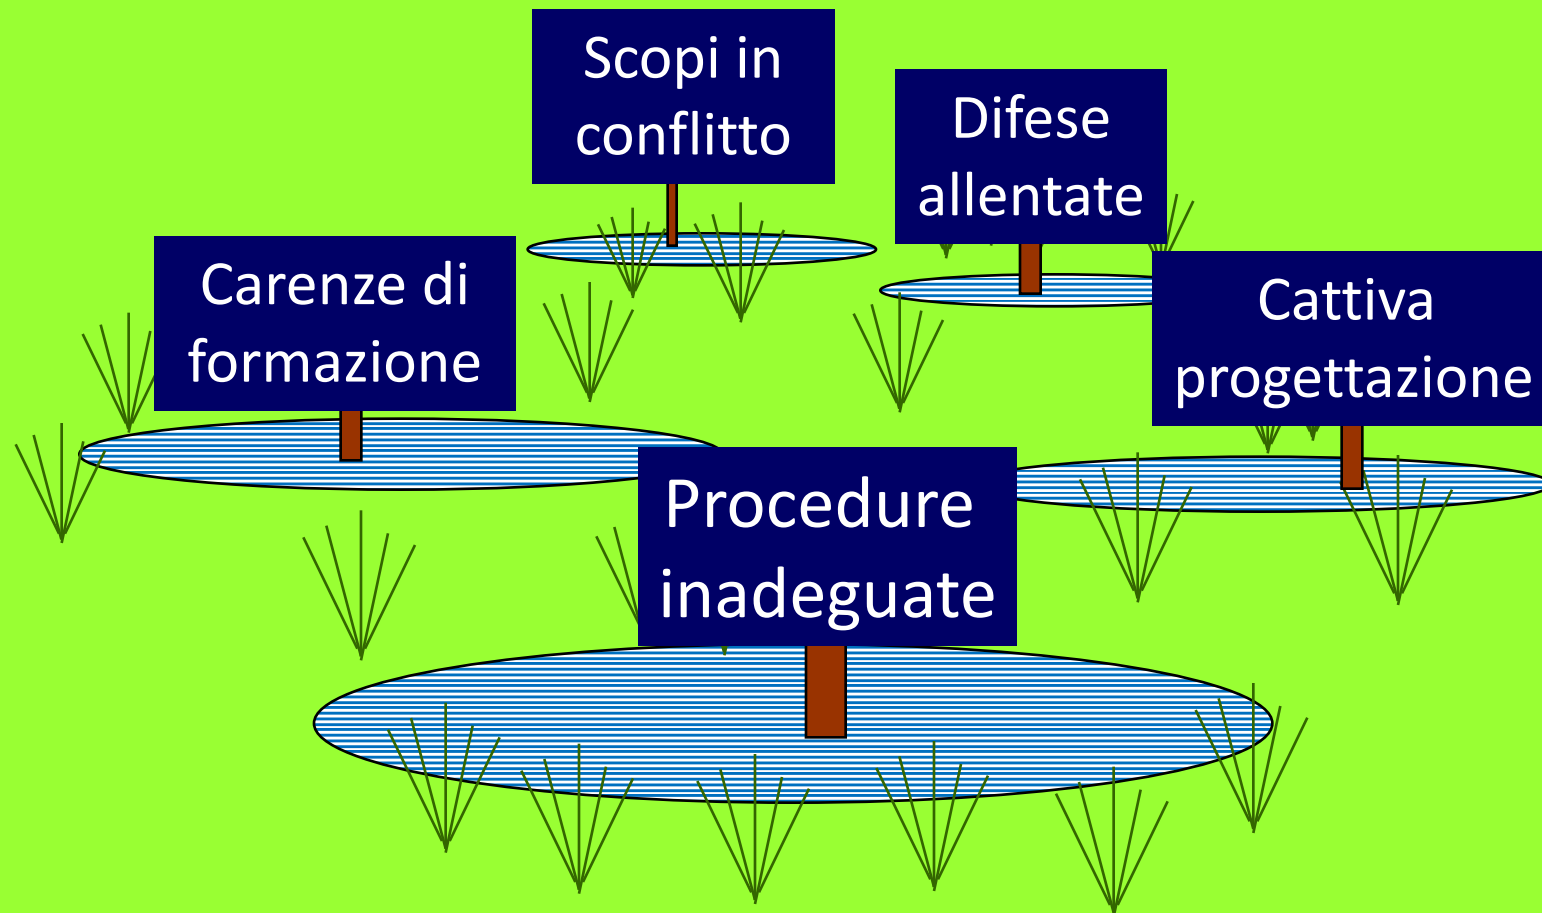 Scopi in
conflitto
Difese
allentate
Carenze di
formazione
Cattiva
progettazione
Procedure
inadeguate